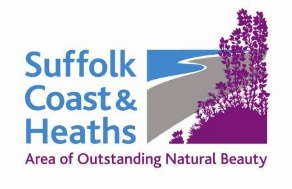 Suffolk
Coast &
Heaths
Area of Outstanding Natural Beauty